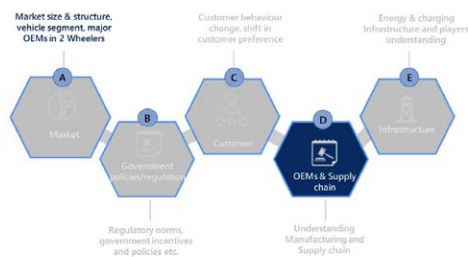 Market size & structure,
vehicle segment, major
OEMs in 2 Wheelers
Customer behaviour
change, shift in
customer preference
Energy & charging
Infrastructure and players
understanding
A
C
E
Market
B
Customer
D
Infrastructure
Government
policies/regulation
OEMs & Supply
chain
Regulatory norms,
government incentives
and policies etc.
Understanding
Manufacturing and
Supply chain